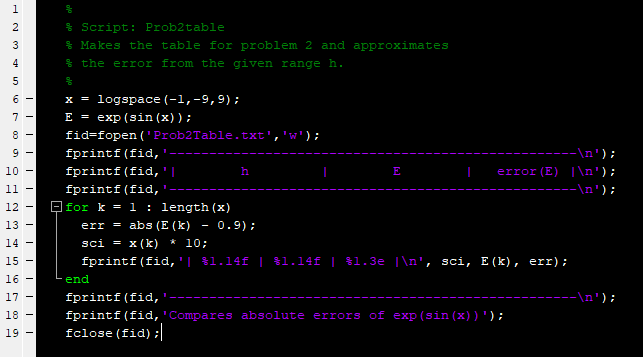 1 %
2 % Script: Prob2table
3 % Makes the table for problem 2 and approximates
4 % the error from the given range h.
5 %
6 – x = logspace(-1,-9,9);
7 – E = exp(sin(x));
8 – fid=fopen('Prob2Table.txt','w');
9 – fprintf(fid,'---------------------------------------------------\n');
10 – fprintf(fid,'|        h         |        E        |   error(E) |\n');
11 – fprintf(fid,'---------------------------------------------------\n');
12 – for k = 1 : length(x)
13 – err = abs(E(k) - 0.9);
14 – sci = x(k) * 10;
15 – fprintf(fid,'| %1.14f | %1.14f | %1.3e |\n', sci, E(k), err);
16 – end
17 – fprintf(fid,'---------------------------------------------------\n');
18 – fprintf(fid,'Compares absolute errors of exp(sin(x))');
19 – fclose(fid);